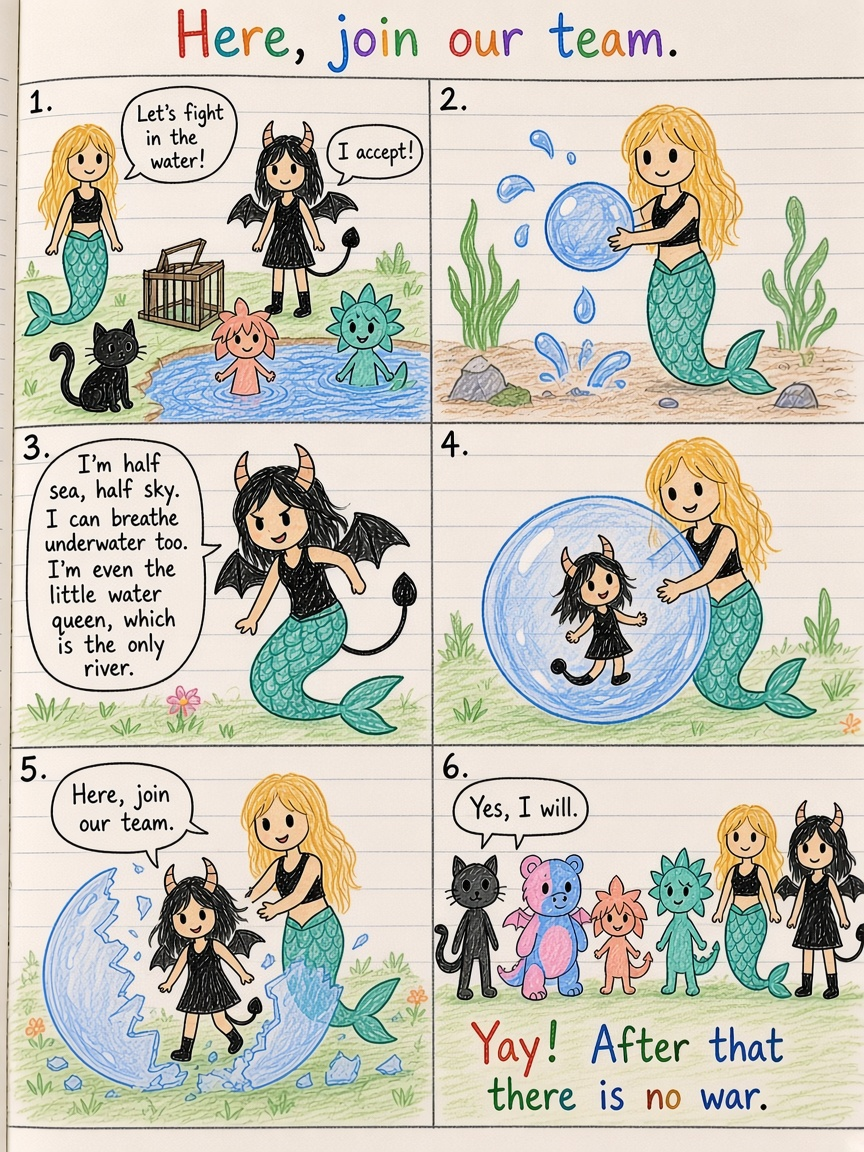 Here, join our team.
1.
Let's fight
in the
water!
I accept!
2.
3.
I'm half
sea, half sky.
I can breathe
underwater too.
I'm even the
little water
queen, which
is the only
river.
4.
5.
Here, join
our team.
6.
Yes, I will.
Yay! After that
there is no war.